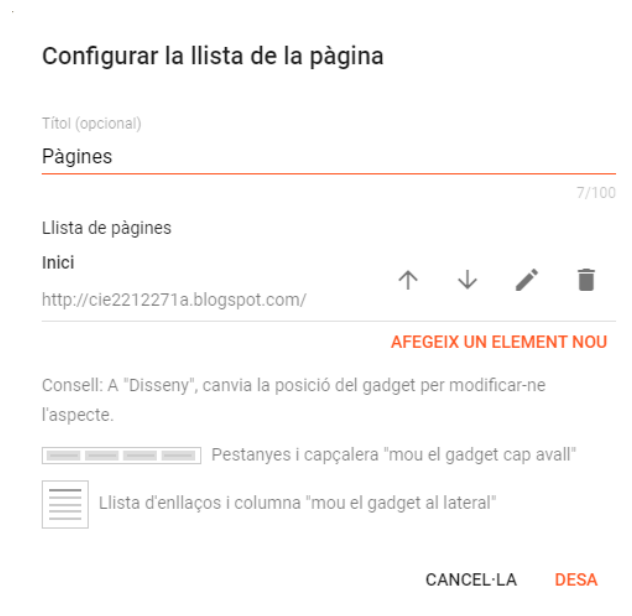 Configurar la llista de la pàgina
Títol (opcional)
Pàgines
7/100
Llista de pàgines
Inici
http://cie2212271a.blogspot.com/
AFEGEIX UN ELEMENT NOU
Consell: A "Disseny", canvia la posició del gadget per modificar-ne
l'aspecte.
Pestanyes i capçalera "mou el gadget cap avall"
Llista d'enllaços i columna "mou el gadget al lateral"
CANCEL·LA DESA